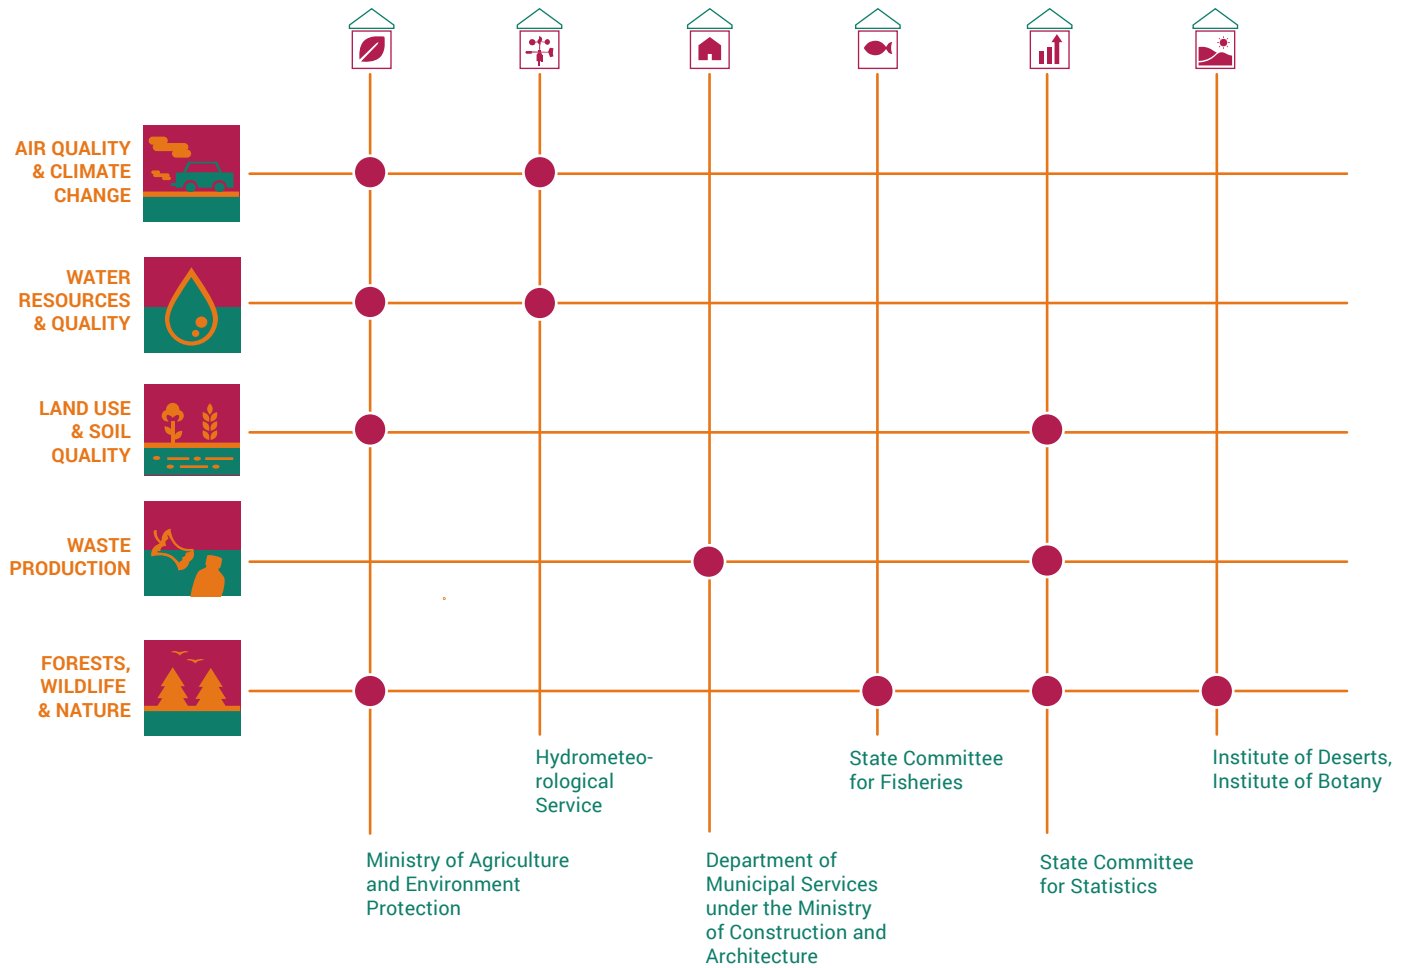 AIR QUALITY
& CLIMATE
CHANGE
WATER
RESOURCES
& QUALITY
LAND USE
& SOIL
QUALITY
WASTE
PRODUCTION
FORESTS,
WILDLIFE
& NATURE
Hydrometeo-
rological
Service
State Committee
for Fisheries
Institute of Deserts,
Institute of Botany
Ministry of Agriculture
and Environment
Protection
Department of
Municipal Services
under the Ministry
of Construction and
Architecture
State Committee
for Statistics